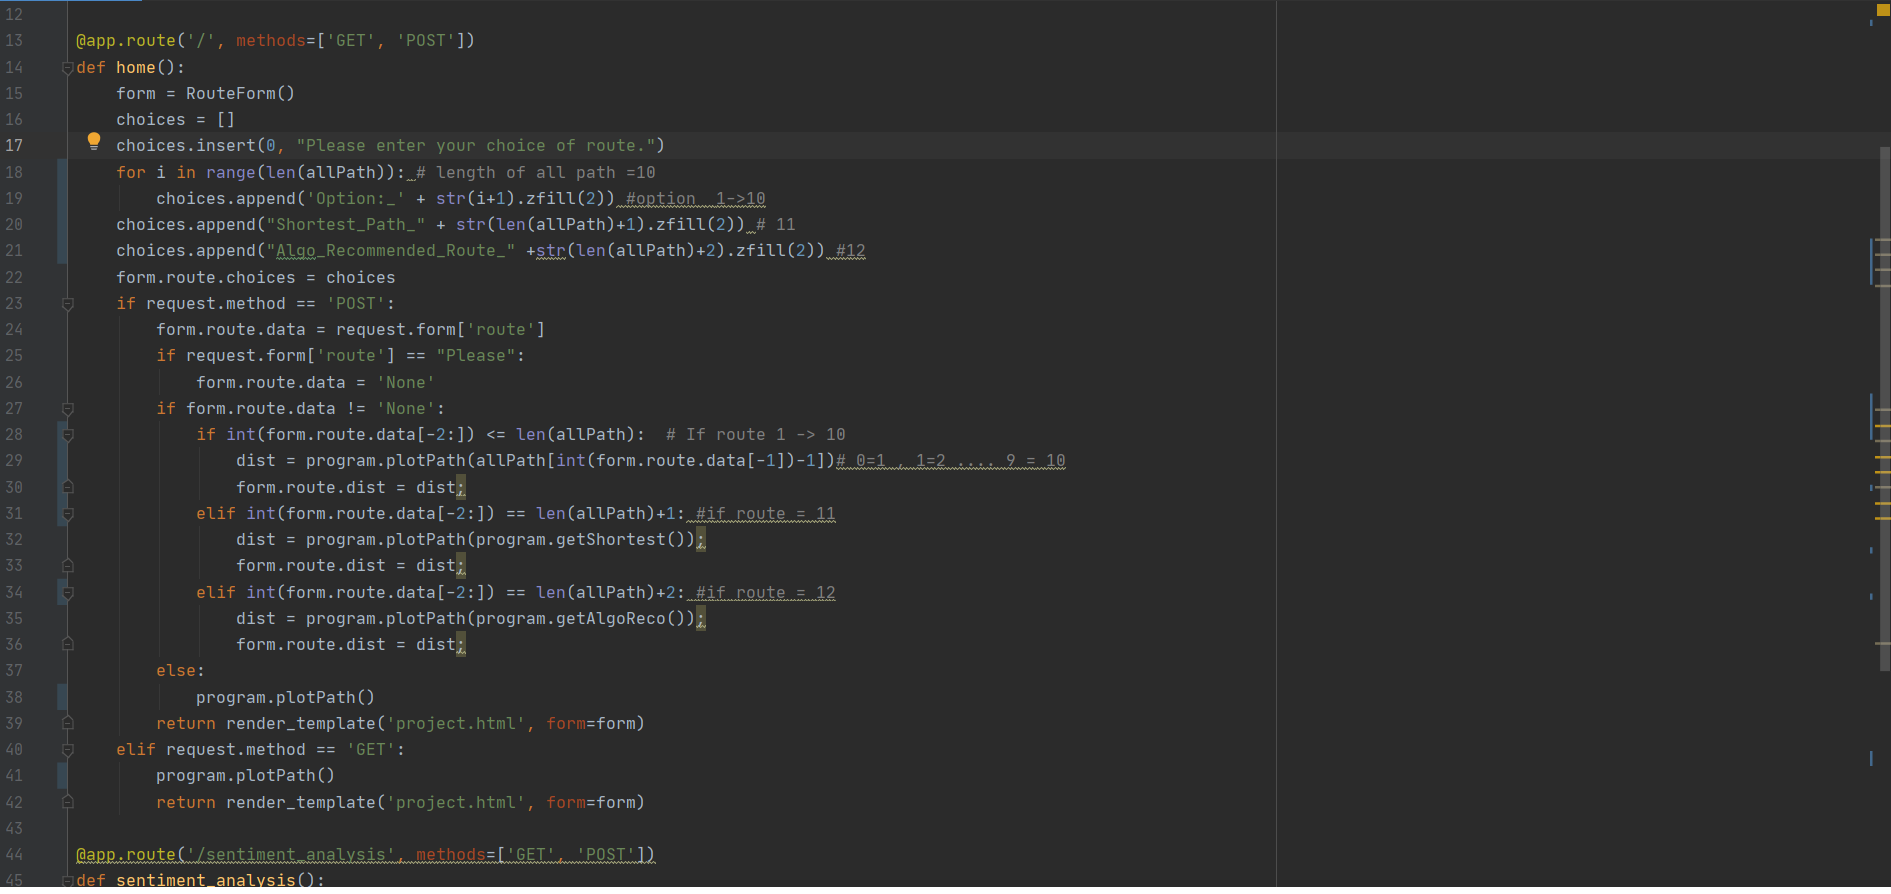 12
13 @app.route('/', methods=['GET', 'POST'])
14 def home():
15     form = RouteForm()
16     choices = []
17     choices.insert(0, "Please enter your choice of route.")
18     for i in range(len(allPath)): # length of all path =10
19         choices.append('Option:_' + str(i+1).zfill(2)) #option  1->10
20     choices.append("Shortest_Path_" + str(len(allPath)+1).zfill(2)) # 11
21     choices.append("Algo_Recommended_Route_" +str(len(allPath)+2).zfill(2)) #12
22     form.route.choices = choices
23     if request.method == 'POST':
24         form.route.data = request.form['route']
25         if request.form['route'] == "Please":
26             form.route.data = 'None'
27         if form.route.data != 'None':
28             if int(form.route.data[-2:]) <= len(allPath):  # If route 1 -> 10
29                 dist = program.plotPath(allPath[int(form.route.data[-1])-1])# 0=1 , 1=2 .... 9 = 10
30                 form.route.dist = dist;
31             elif int(form.route.data[-2:]) == len(allPath)+1: #if route = 11
32                 dist = program.plotPath(program.getShortest());
33                 form.route.dist = dist;
34             elif int(form.route.data[-2:]) == len(allPath)+2: #if route = 12
35                 dist = program.plotPath(program.getAlgoReco());
36                 form.route.dist = dist;
37         else:
38             program.plotPath()
39         return render_template('project.html', form=form)
40     elif request.method == 'GET':
41         program.plotPath()
42         return render_template('project.html', form=form)
43
44 @app.route('/sentiment_analysis', methods=['GET', 'POST'])
45 def sentiment_analysis():